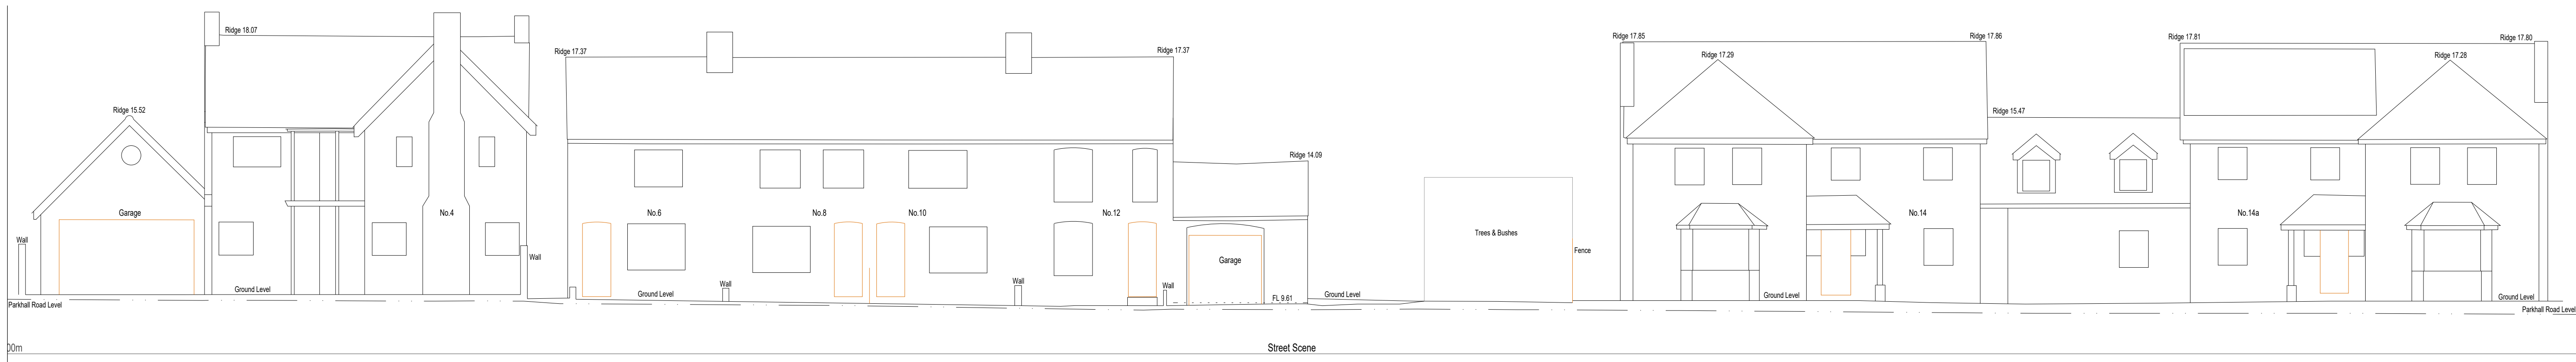 Ridge 18.07
Ridge 17.37
Ridge 17.37
Ridge 17.85
Ridge 17.86
Ridge 17.81
Ridge 17.80
Ridge 17.29
Ridge 17.28
Ridge 15.52
Ridge 15.47
Ridge 14.09
Garage
No.4
No.6
No.8
No.10
No.12
No.14
No.14a
Trees & Bushes
Wall
Wall
Fence
Garage
Wall
Wall
Wall
Ground Level
Ground Level
FL 9.61
Ground Level
Ground Level
Ground Level
Parkhall Road Level
Parkhall Road Level
00m
Street Scene